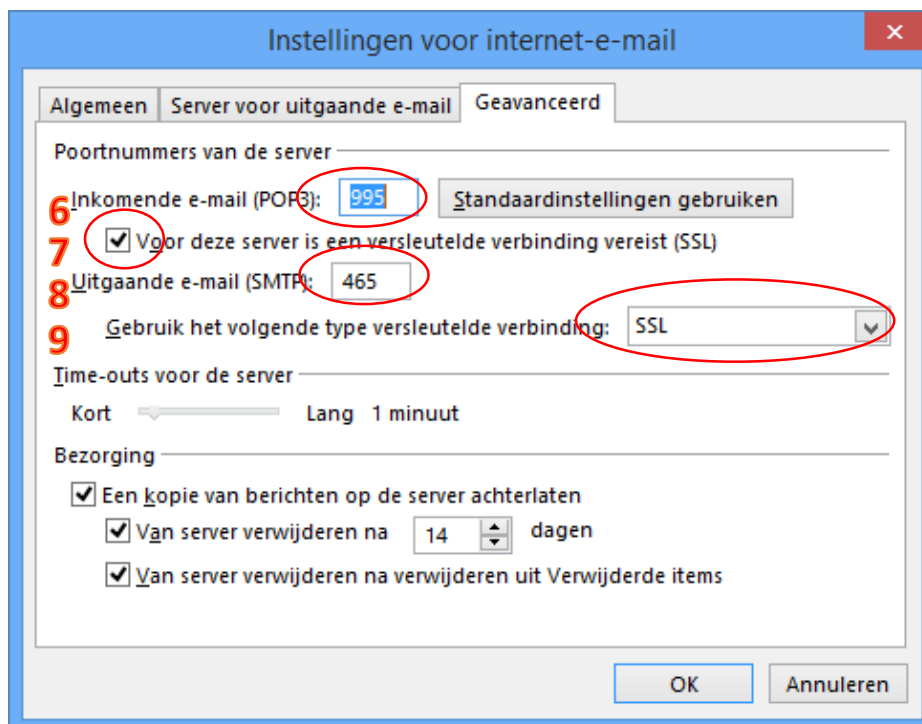 Instellingen voor internet-e-mail
Algemeen Server voor uitgaande e-mail Geavanceerd
Poortnummers van de server
6 Inkomende e-mail (POP3): 995 Standaardinstellingen gebruiken
7 Voor deze server is een versleutelde verbinding vereist (SSL)
8 Uitgaande e-mail (SMTP): 465
9 Gebruik het volgende type versleutelde verbinding: SSL
Time-outs voor de server
Kort Lang 1 minuut
Bezorging
Een kopie van berichten op de server achterlaten
Van server verwijderen na 14 dagen
Van server verwijderen na verwijderen uit Verwijderde items
OK Annuleren